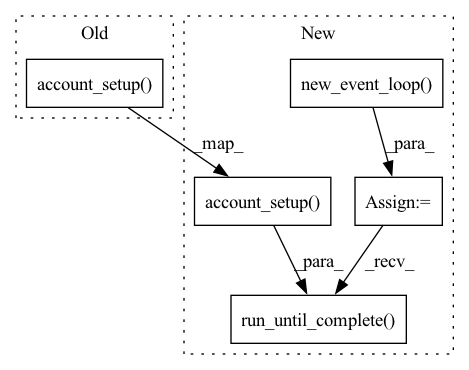 Old
New
account_setup()
new_event_loop()
_map_
_para_
account_setup()
Assign:=
_para_
_recv_
run_until_complete()